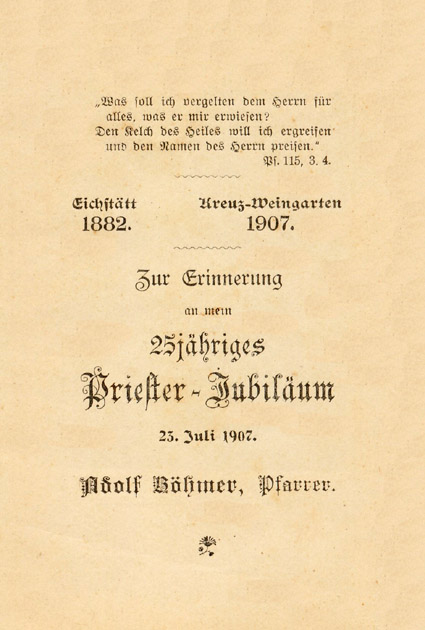 „Was soll ich vergelten dem Herrn für
alles, was er mir erwiesen?
Den Kelch des Heiles will ich ergreifen
und den Namen des Herrn preisen.“
Ps. 115, 3. 4.
Eichstätt Kreuz-Weingarten
1882. 1907.
Zur Erinnerung
an mein
25jähriges
Priester-Jubiläum
25. Juli 1907.
Adolf Böhmer, Pfarrer.